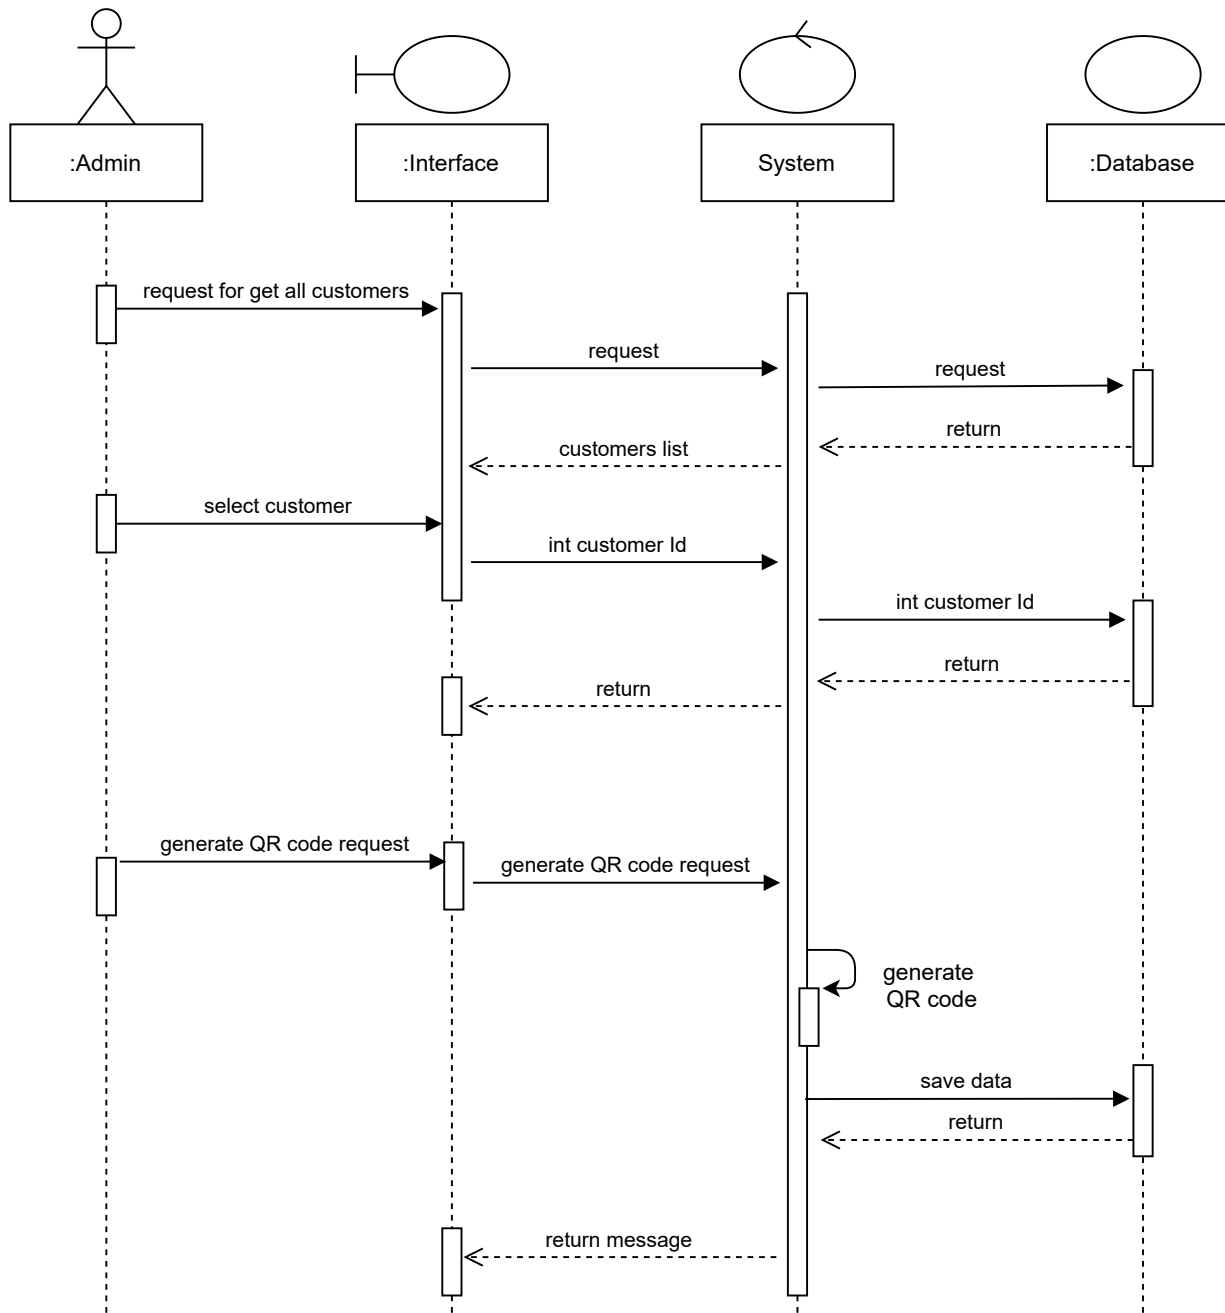 :Admin
:Interface
System
:Database
request for get all customers
request
request
return
customers list
select customer
int customer Id
int customer Id
return
return
generate QR code request
generate QR code request
generate
QR code
save data
return
return message